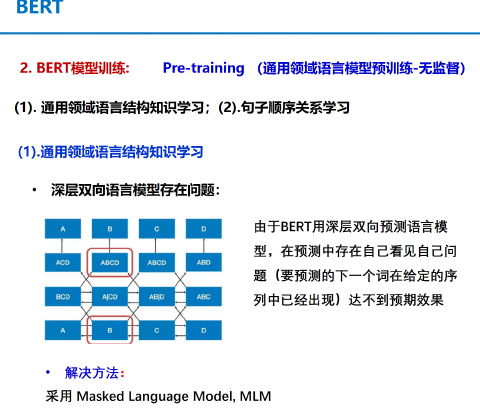 BERT
2. BERT模型训练: Pre-training （通用领域语言模型预训练-无监督）
(1). 通用领域语言结构知识学习; (2).句子顺序关系学习
(1).通用领域语言结构知识学习
• 深层双向语言模型存在问题:
A B C D
ACD ABCD ABCD ABD
BCD A|CD AB|D ABC
A B C D
由于BERT用深层双向预测语言模
型，在预测中存在自己看见自己问
题（要预测的下一个词在给定的序
列中已经出现）达不到预期效果
• 解决方法:
采用 Masked Language Model, MLM